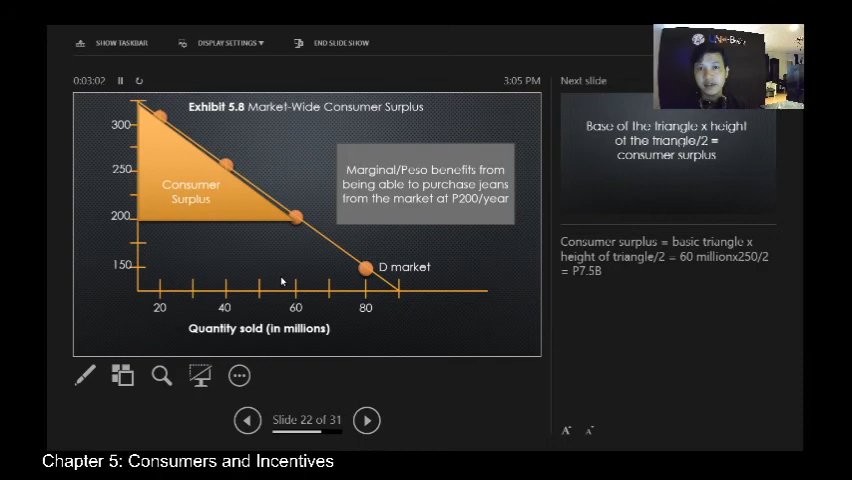 SHOW TASKBAR
DISPLAY SETTINGS ▾
END SLIDE SHOW
0:03:02
3:05 PM
Next slide
Exhibit 5.8 Market-Wide Consumer Surplus
300
250
200
150
Consumer
Surplus
Marginal/Peso benefits from
being able to purchase jeans
from the market at P200/year
D market
20 40 60 80
Quantity sold (in millions)
Base of the triangle x height
of the triangle/2 =
consumer surplus
Consumer surplus = basic triangle x
height of triangle/2 = 60 millionx250/2
= P7.5B
Slide 22 of 31
A A
Chapter 5: Consumers and Incentives